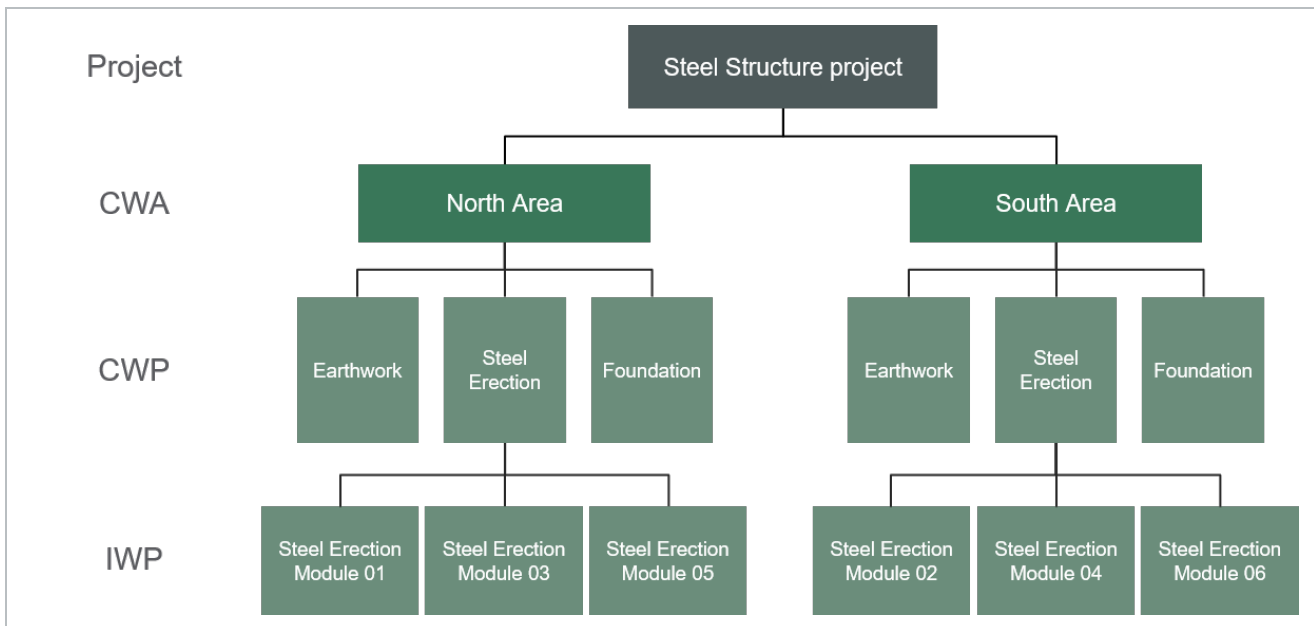 Project
Steel Structure project
CWA
North Area
South Area
CWP
Earthwork
Steel
Erection
Foundation
Earthwork
Steel
Erection
Foundation
IWP
Steel Erection
Module 01
Steel Erection
Module 03
Steel Erection
Module 05
Steel Erection
Module 02
Steel Erection
Module 04
Steel Erection
Module 06